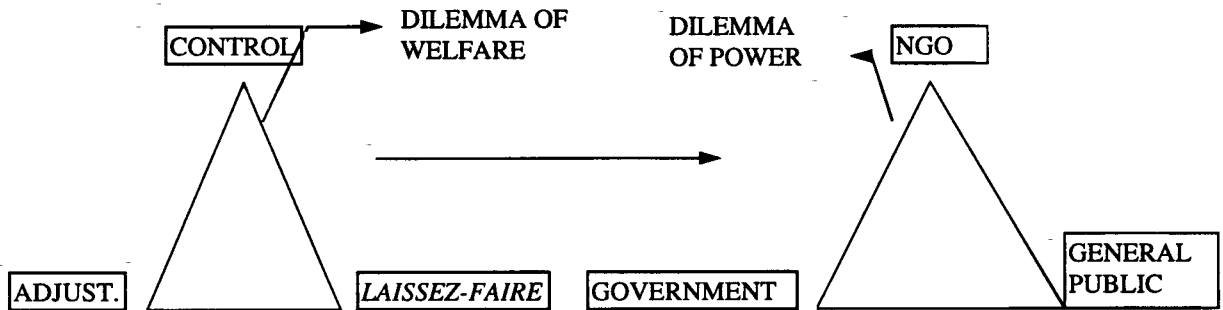 DILEMMA OF
WELFARE
CONTROL
DILEMMA
OF POWER
NGO
ADJUST.
LAISSEZ-FAIRE
GOVERNMENT
GENERAL
PUBLIC